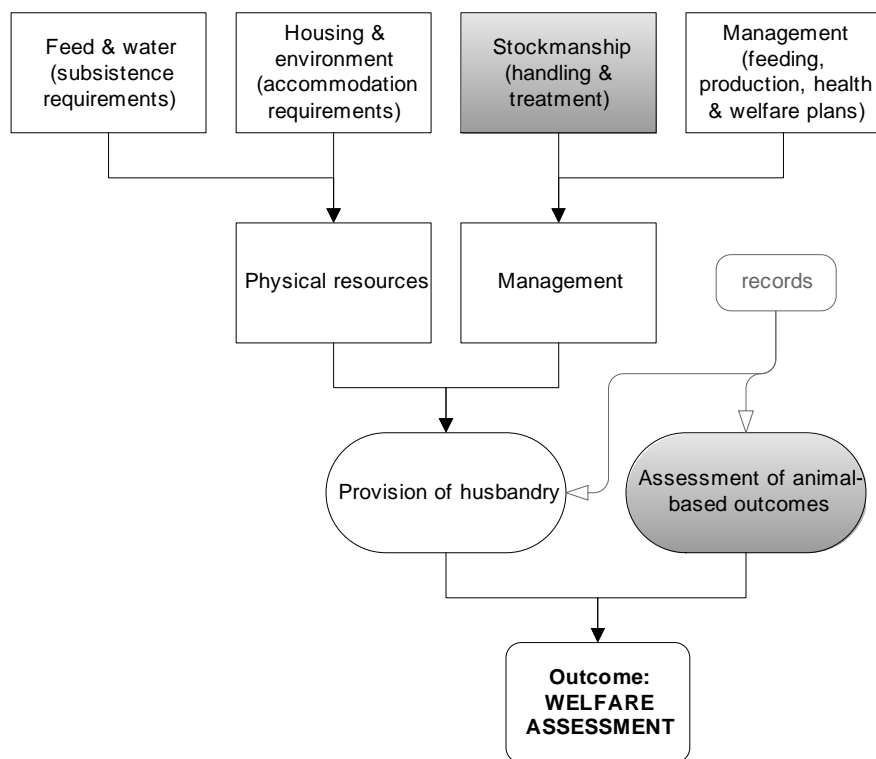 Feed & water
(subsistence
requirements)
Housing &
environment
(accommodation
requirements)
Stockmanship
(handling &
treatment)
Management
(feeding,
production, health
& welfare plans)
Physical resources
Management
records
Provision of husbandry
Assessment of animal-
based outcomes
Outcome:
WELFARE
ASSESSMENT